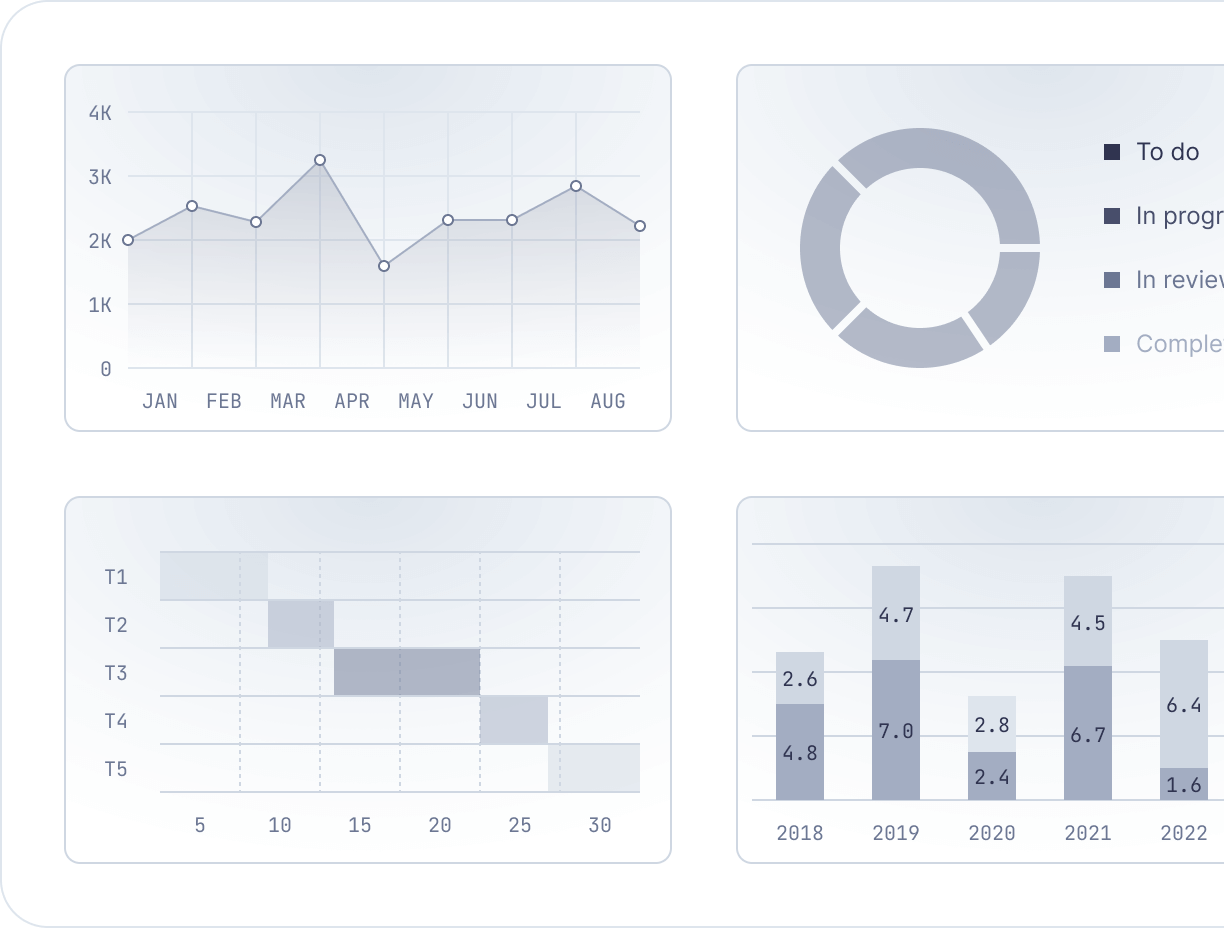 4K
3K
2K
1K
0
JAN FEB MAR APR MAY JUN JUL AUG
To do
In progr
In review
Comple
T1
T2
T3
T4
T5
5 10 15 20 25 30
2.6 4.7 2.8 4.5 6.4
4.8 7.0 2.4 6.7 1.6
2018 2019 2020 2021 2022